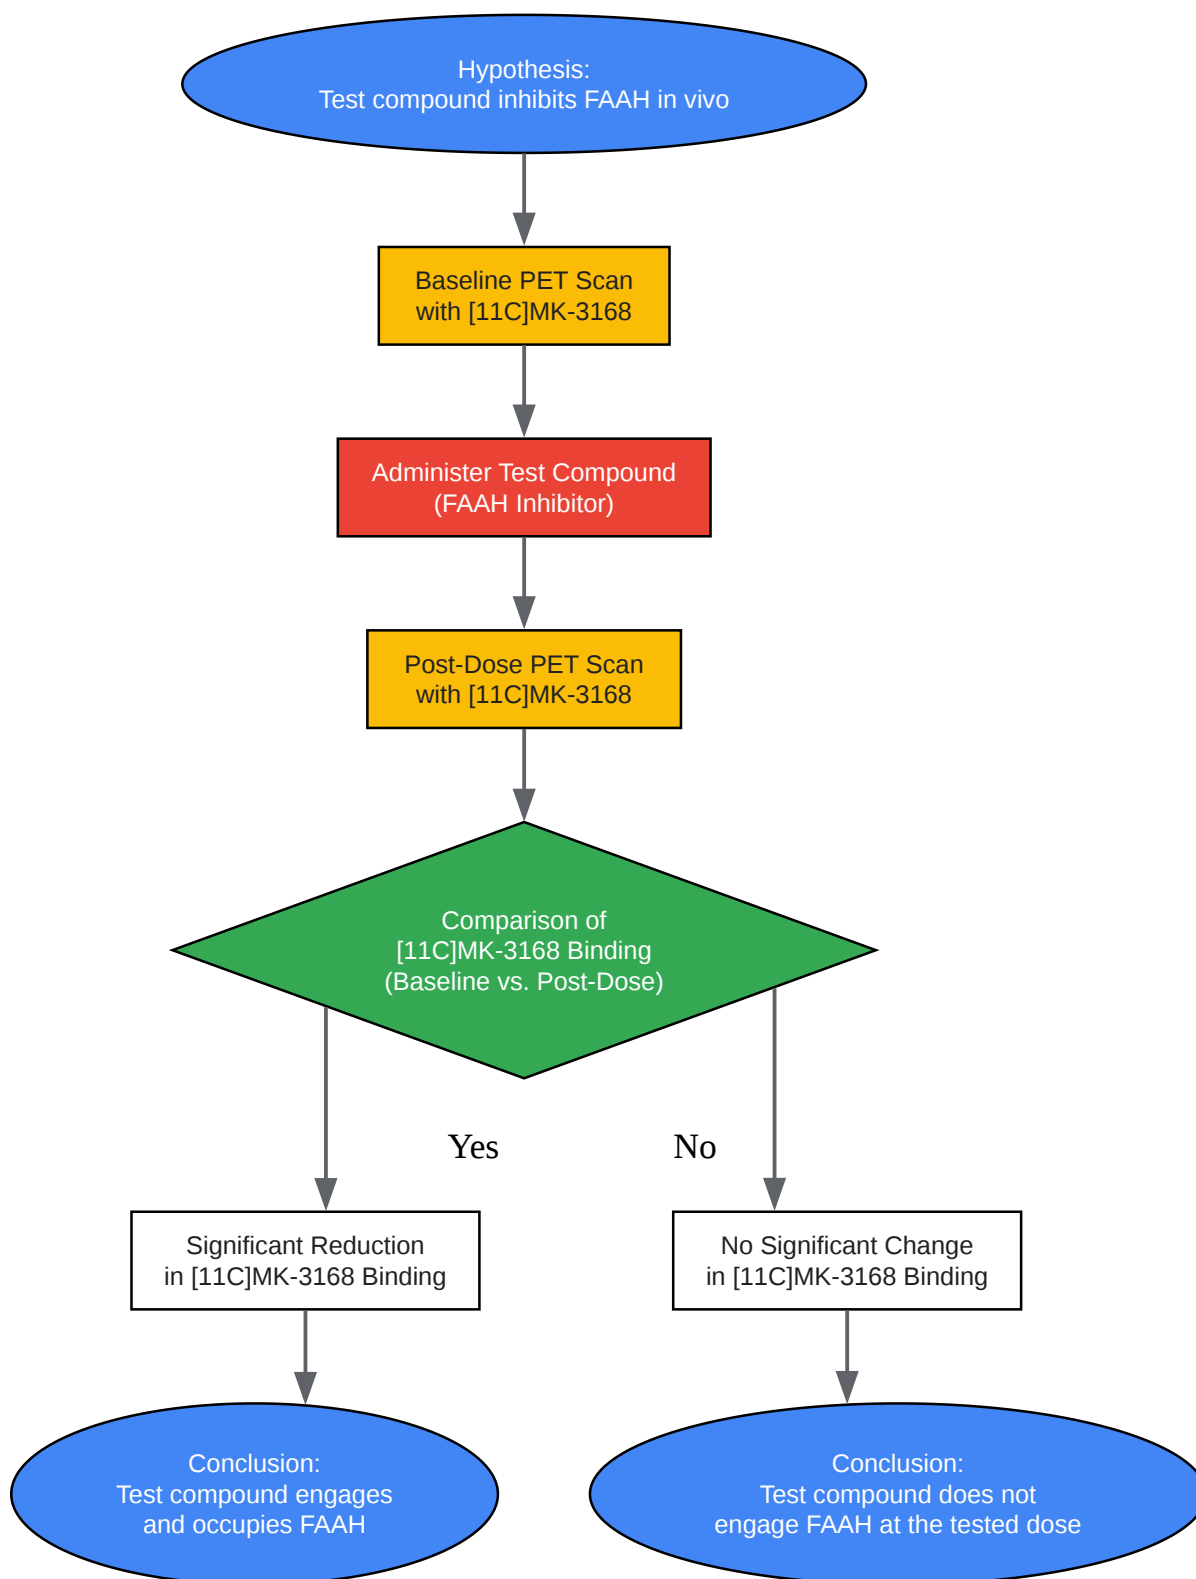 Hypothesis:
Test compound inhibits FAAH in vivo
Baseline PET Scan
with [11C]MK-3168
Administer Test Compound
(FAAH Inhibitor)
Post-Dose PET Scan
with [11C]MK-3168
Comparison of
[11C]MK-3168 Binding
(Baseline vs. Post-Dose)
Yes
No
Significant Reduction
in [11C]MK-3168 Binding
No Significant Change
in [11C]MK-3168 Binding
Conclusion:
Test compound engages
and occupies FAAH
Conclusion:
Test compound does not
engage FAAH at the tested dose